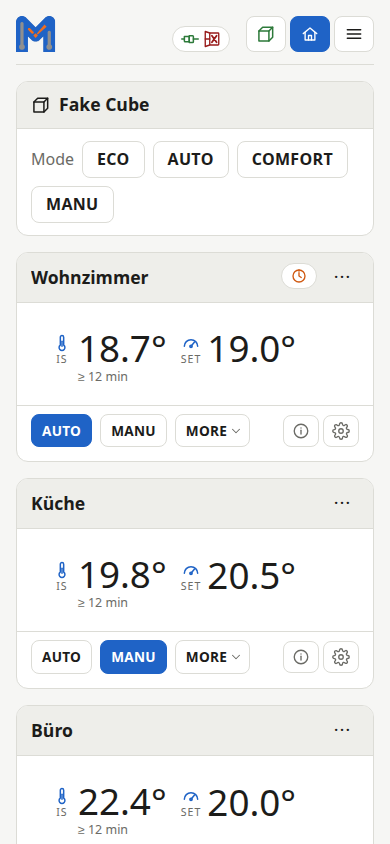 Fake Cube
Mode ECO AUTO COMFORT
MANU
Wohnzimmer
IS 18.7° SET 19.0°
≥ 12 min
AUTO MANU MORE
Küche
IS 19.8° SET 20.5°
≥ 12 min
AUTO MANU MORE
Büro
IS 22.4° SET 20.0°
≥ 12 min